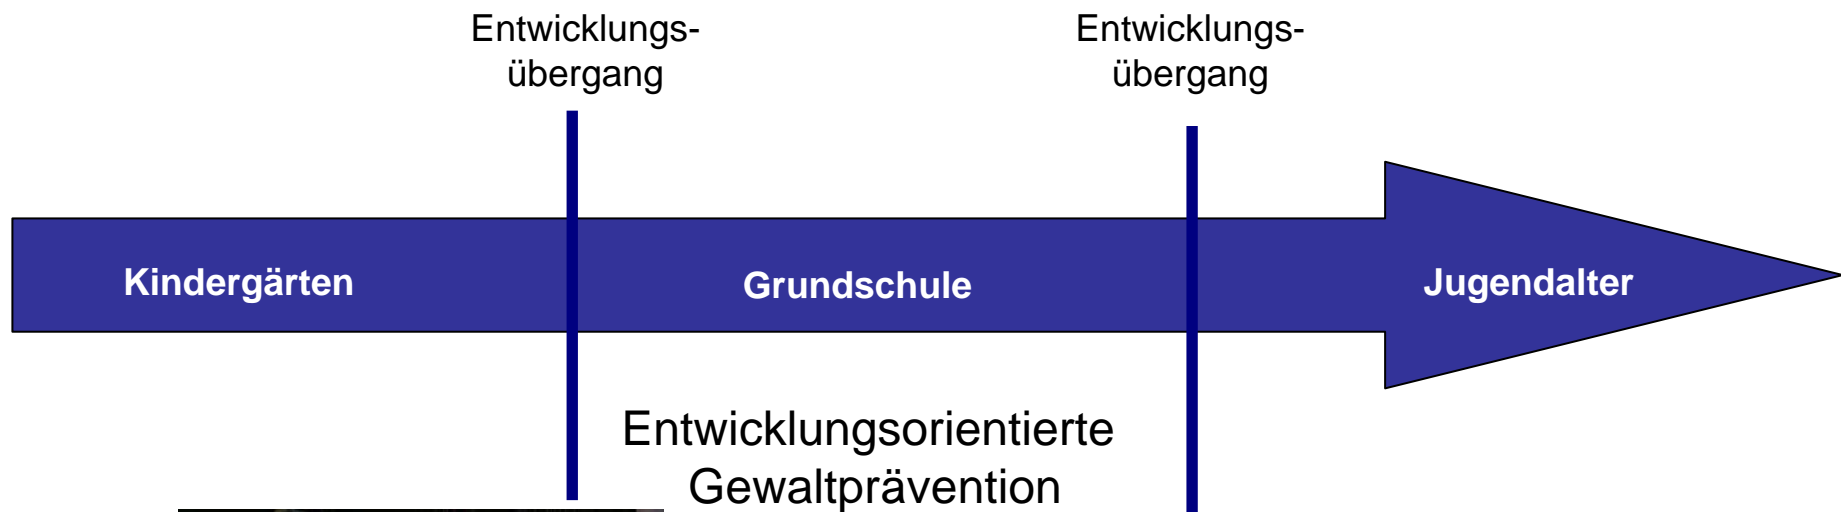 Entwicklungs-
übergang
Entwicklungs-
übergang
Kindergärten
Grundschule
Jugendalter
Entwicklungsorientierte
Gewaltprävention